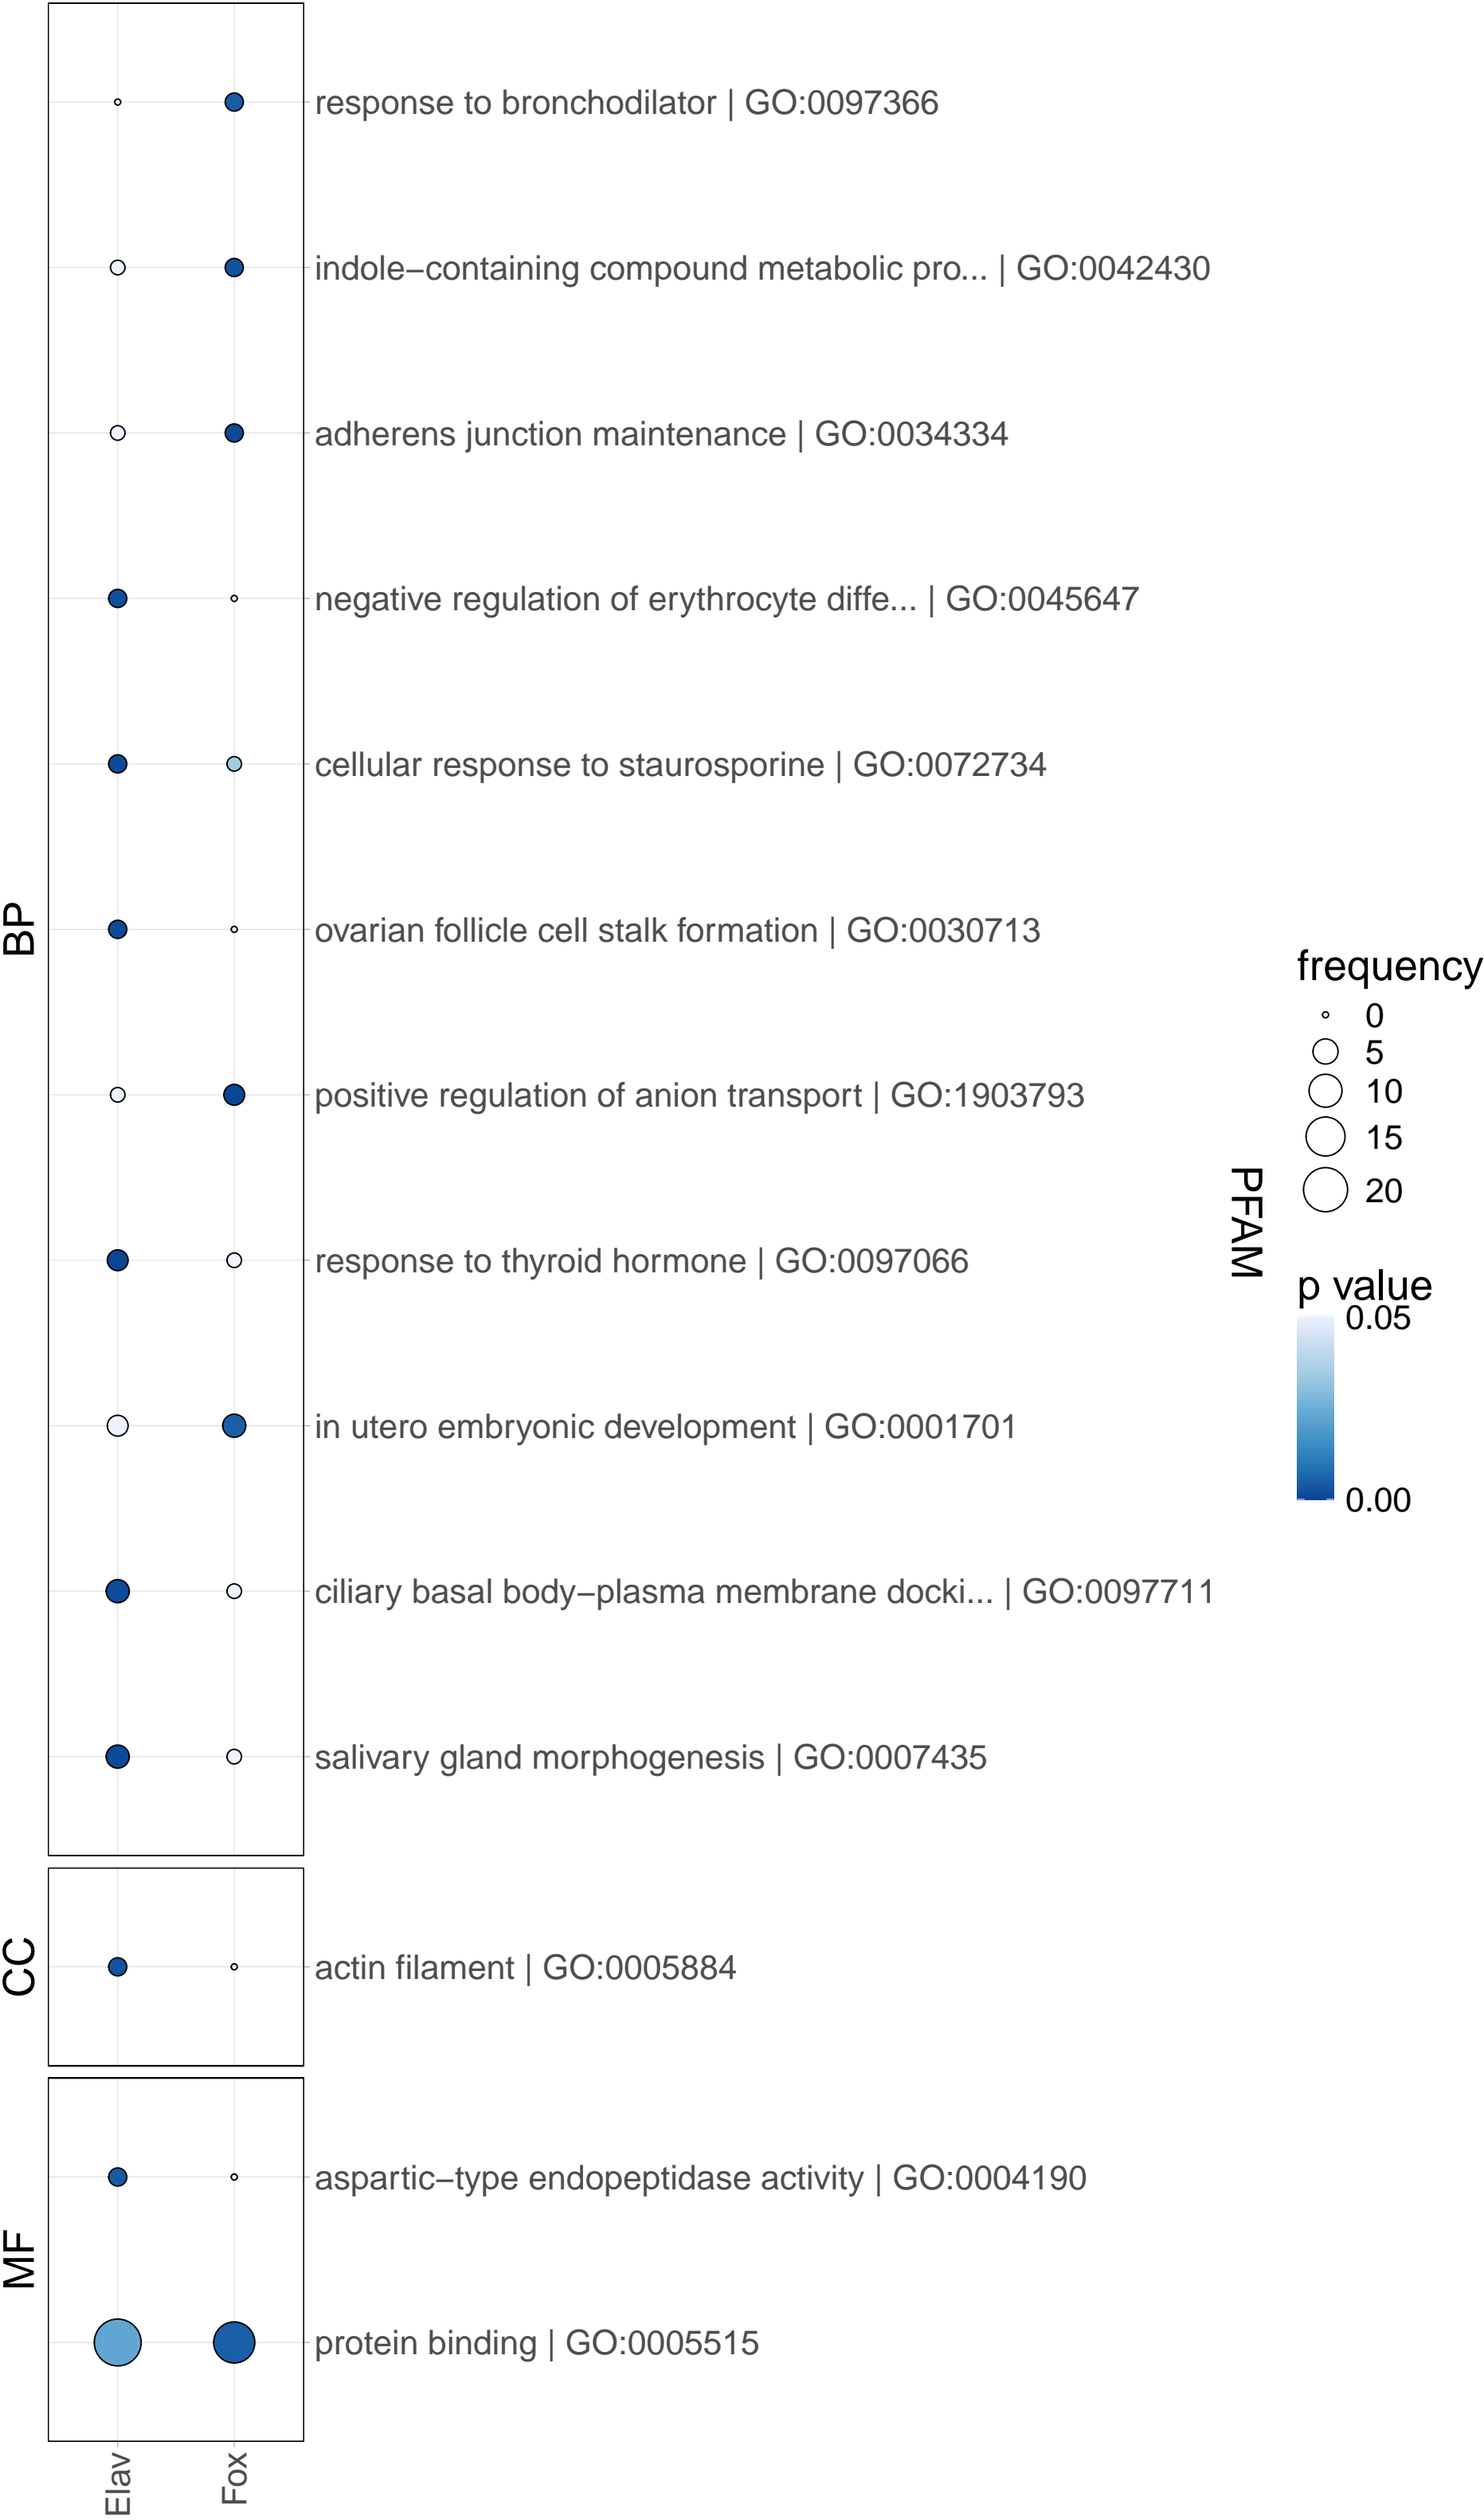 BP
response to bronchodilator | GO:0097366
indole−containing compound metabolic pro... | GO:0042430
adherens junction maintenance | GO:0034334
negative regulation of erythrocyte diffe... | GO:0045647
cellular response to staurosporine | GO:0072734
ovarian follicle cell stalk formation | GO:0030713
positive regulation of anion transport | GO:1903793
response to thyroid hormone | GO:0097066
in utero embryonic development | GO:0001701
ciliary basal body−plasma membrane docki... | GO:0097711
salivary gland morphogenesis | GO:0007435
CC
actin filament | GO:0005884
MF
aspartic−type endopeptidase activity | GO:0004190
protein binding | GO:0005515
Elav
Fox
PFAM
frequency
0
5
10
15
20
p value
0.05
0.00